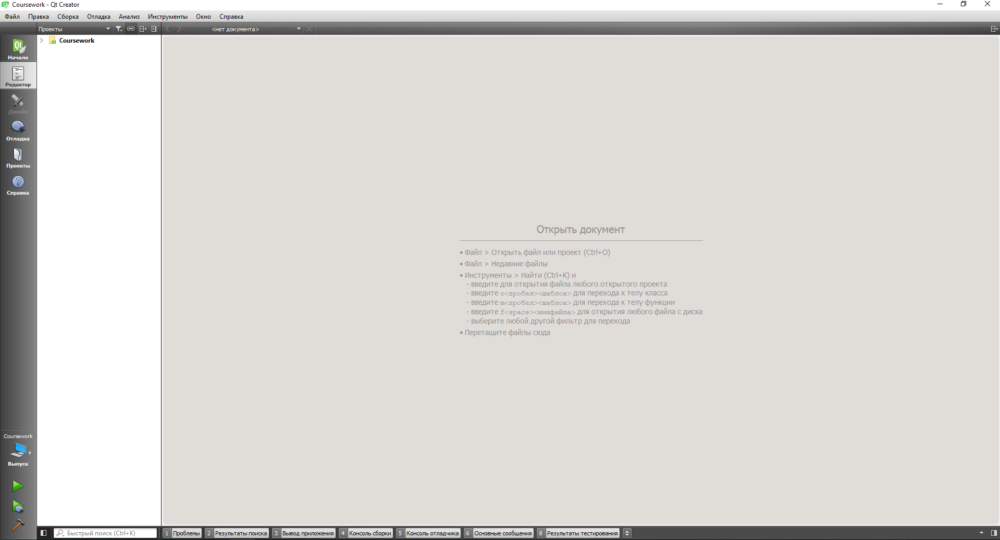 Coursework - Qt Creator
Файл Правка Сборка Отладка Анализ Инструменты Окно Справка
Проекты <нет документа>
Coursework
Qt
Начало
Редактор
Дизайн
Отладка
Проекты
Справка
Открыть документ
• Файл > Открыть файл или проект (Ctrl+O)
• Файл > Недавние файлы
• Инструменты > Найти (Ctrl+K) и
- введите для открытия файла любого открытого проекта
- введите c<пробел><шаблон> для перехода к телу класса
- введите m<пробел><шаблон> для перехода к телу функции
- введите f<space><имяфайла> для открытия любого файла с диска
- выберите любой другой фильтр для перехода
• Перетащите файлы сюда
Coursework
Выпуск
Быстрый поиск (Ctrl+K) 1 Проблемы 2 Результаты поиска 3 Вывод приложения 4 Консоль сборки 5 Консоль отладчика 6 Основные сообщения 8 Результаты тестирования